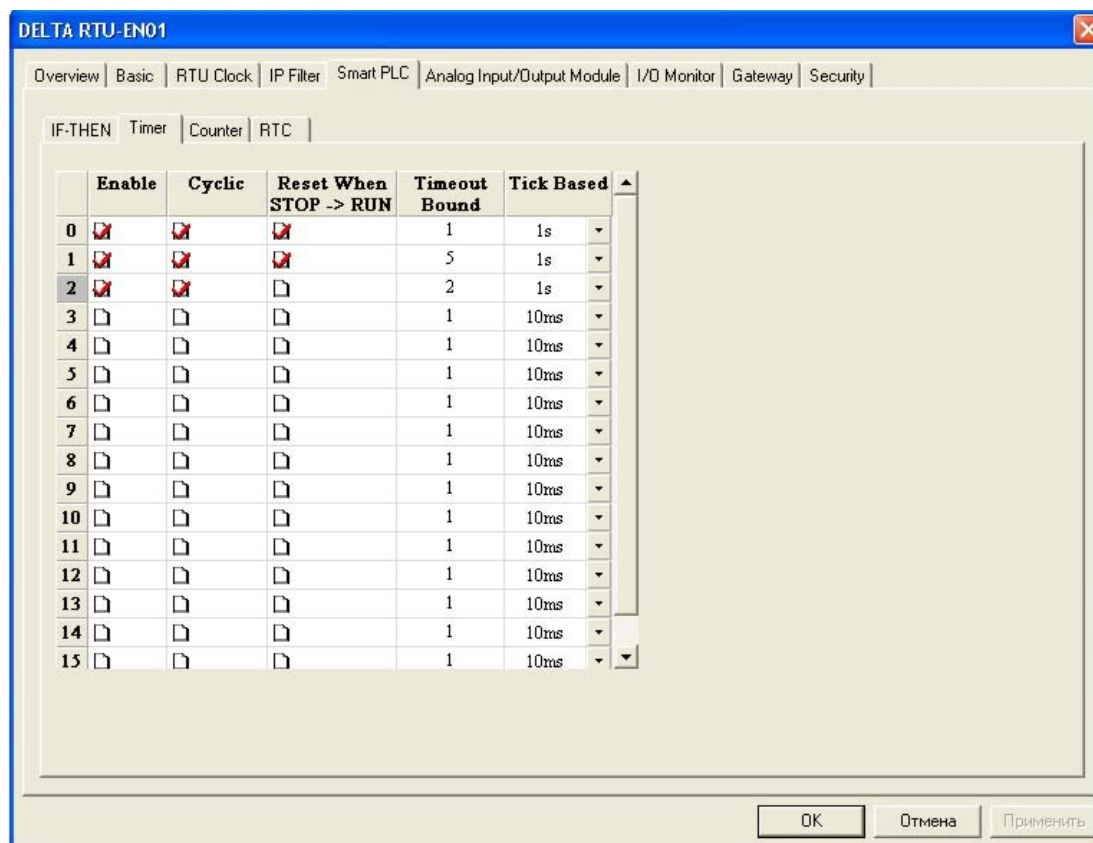 DELTA RTU-EN01
Overview Basic RTU Clock IP Filter Smart PLC Analog Input/Output Module I/O Monitor Gateway Security
IF-THEN Timer Counter RTC
Enable Cyclic Reset When STOP -> RUN Timeout Bound Tick Based
0 1 1s
1 5 1s
2 2 1s
3 1 10ms
4 1 10ms
5 1 10ms
6 1 10ms
7 1 10ms
8 1 10ms
9 1 10ms
10 1 10ms
11 1 10ms
12 1 10ms
13 1 10ms
14 1 10ms
15 1 10ms
OK Отмена Применить